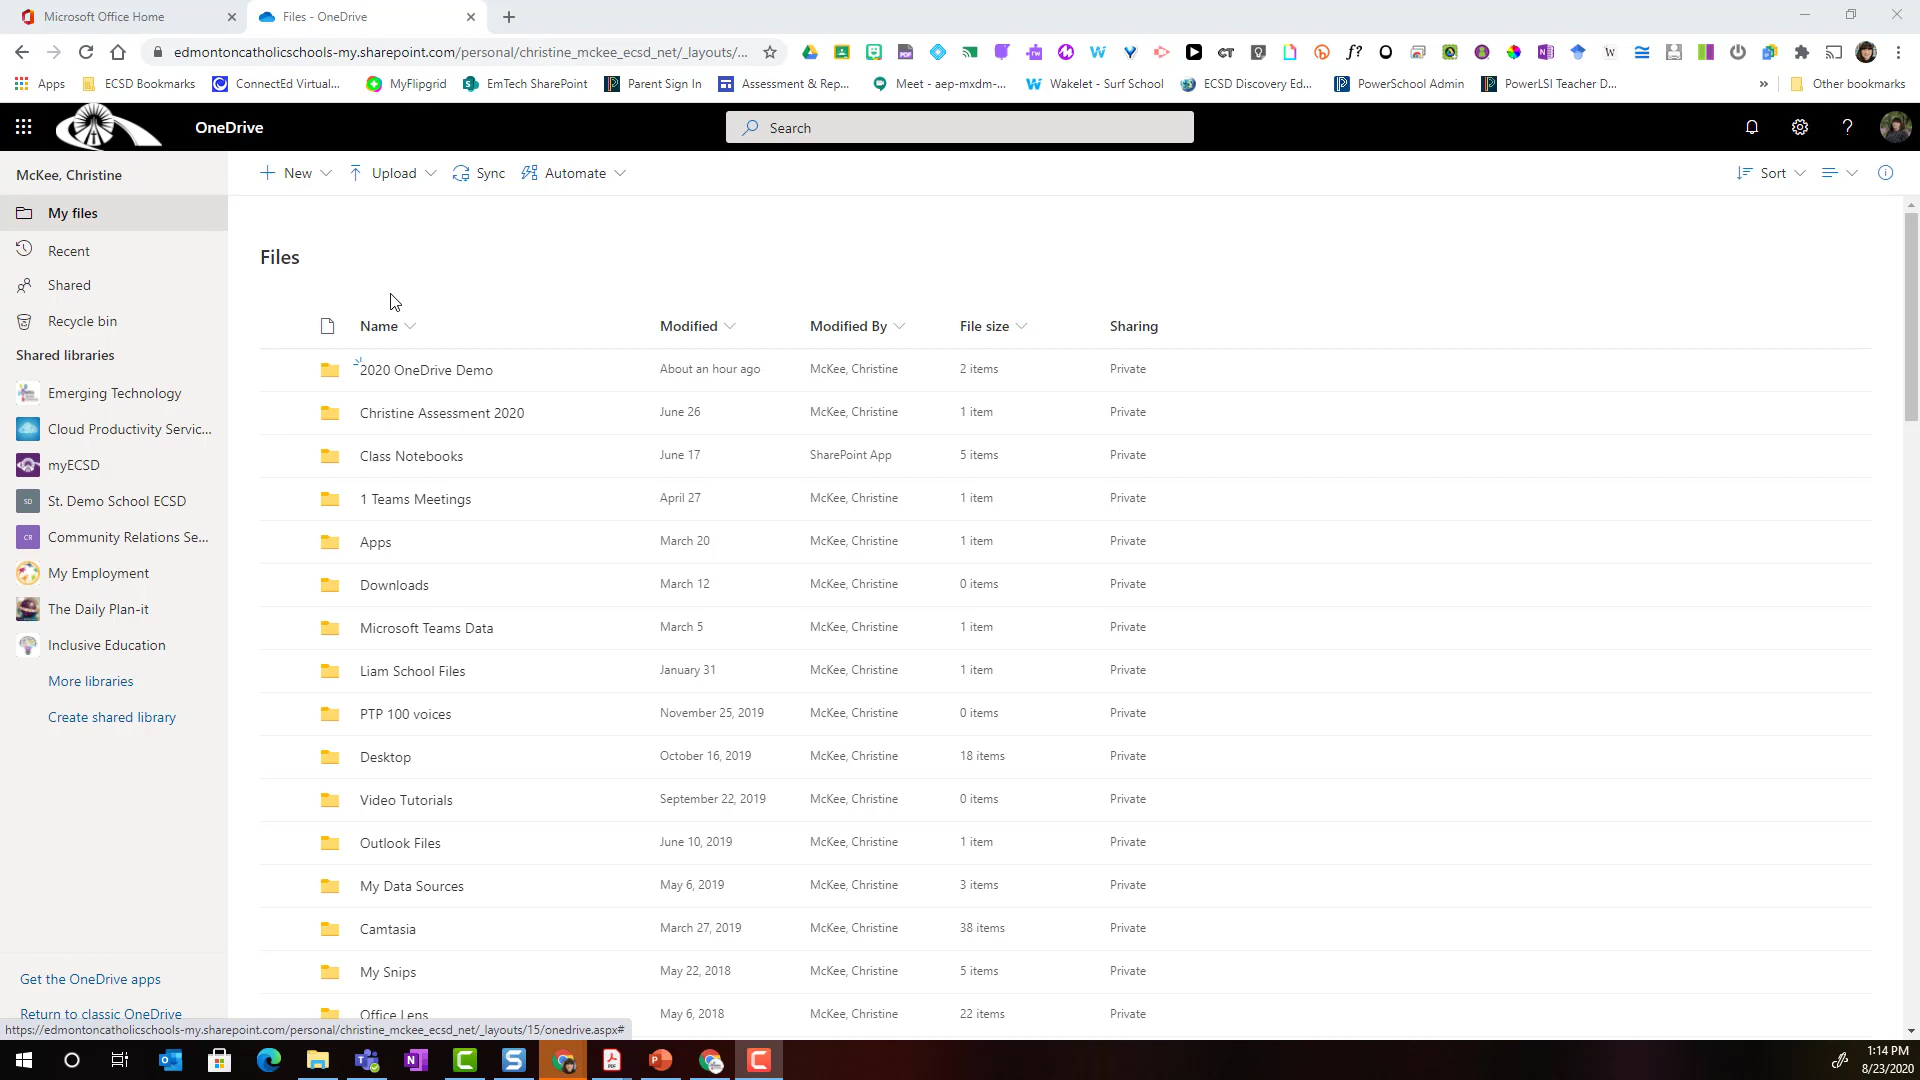 Microsoft Office Home
Files - OneDrive
edmontoncatholicschools-my.sharepoint.com/personal/christine_mckee_ecsd_net/_layouts/...
Apps
ECSD Bookmarks
ConnectEd Virtual...
MyFlipgrid
EmTech SharePoint
Parent Sign In
Assessment & Rep...
Meet - aep-mxdm-...
Wakelet - Surf School
ECSD Discovery Ed...
PowerSchool Admin
PowerLSI Teacher D...
Other bookmarks
OneDrive
Search
McKee, Christine
New
Upload
Sync
Automate
Sort
My files
Recent
Shared
Recycle bin
Shared libraries
Emerging Technology
Cloud Productivity Servic...
myECSD
SD St. Demo School ECSD
CR Community Relations Se...
My Employment
The Daily Plan-it
Inclusive Education
More libraries
Create shared library
Get the OneDrive apps
Return to classic OneDrive
Files
Name Modified Modified By File size Sharing
2020 OneDrive Demo About an hour ago McKee, Christine 2 items Private
Christine Assessment 2020 June 26 McKee, Christine 1 item Private
Class Notebooks June 17 SharePoint App 5 items Private
1 Teams Meetings April 27 McKee, Christine 1 item Private
Apps March 20 McKee, Christine 1 item Private
Downloads March 12 McKee, Christine 0 items Private
Microsoft Teams Data March 5 McKee, Christine 1 item Private
Liam School Files January 31 McKee, Christine 1 item Private
PTP 100 voices November 25, 2019 McKee, Christine 0 items Private
Desktop October 16, 2019 McKee, Christine 18 items Private
Video Tutorials September 22, 2019 McKee, Christine 0 items Private
Outlook Files June 10, 2019 McKee, Christine 1 item Private
My Data Sources May 6, 2019 McKee, Christine 3 items Private
Camtasia March 27, 2019 McKee, Christine 38 items Private
My Snips May 22, 2018 McKee, Christine 5 items Private
Office Lens May 6, 2018 McKee, Christine 22 items Private
https://edmontoncatholicschools-my.sharepoint.com/personal/christine_mckee_ecsd_net/_layouts/15/onedrive.aspx#
1:14 PM
8/23/2020